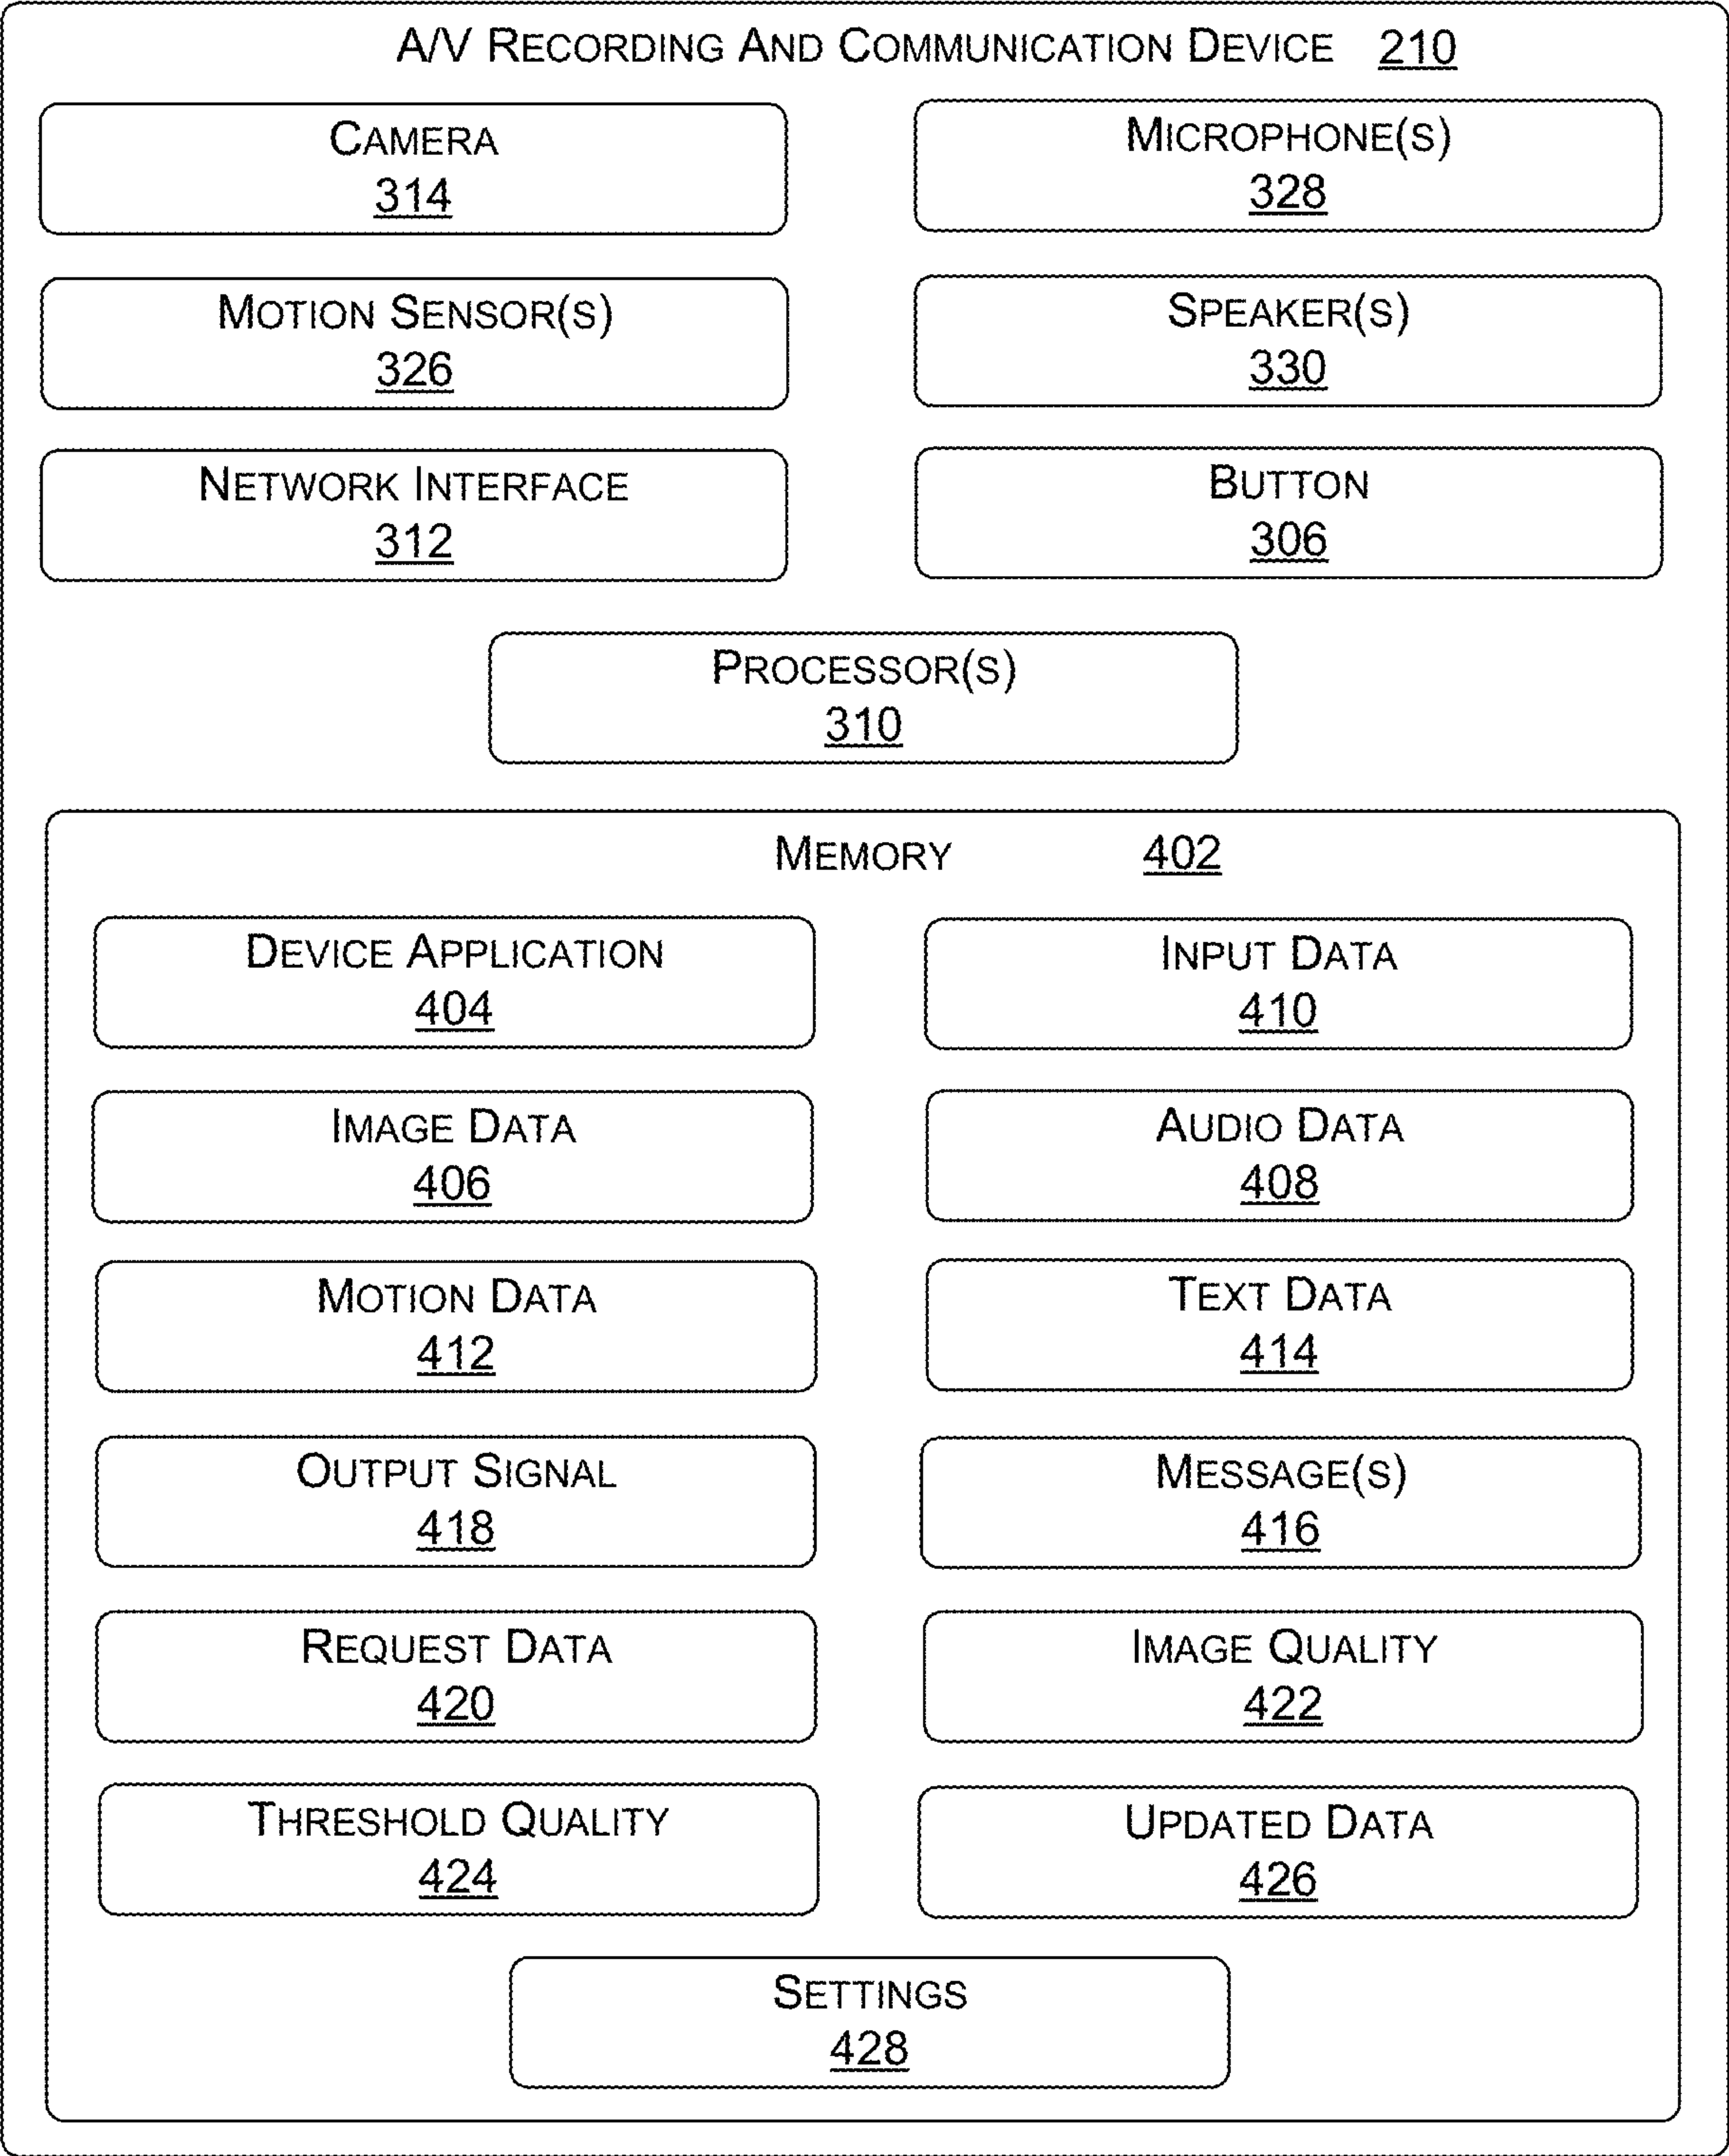 A/V RECORDING AND COMMUNICATION DEVICE 210
CAMERA
314
MICROPHONE(S)
328
MOTION SENSOR(S)
326
SPEAKER(S)
330
NETWORK INTERFACE
312
BUTTON
306
PROCESSOR(S)
310
MEMORY 402
DEVICE APPLICATION
404
INPUT DATA
410
IMAGE DATA
406
AUDIO DATA
408
MOTION DATA
412
TEXT DATA
414
OUTPUT SIGNAL
418
MESSAGE(S)
416
REQUEST DATA
420
IMAGE QUALITY
422
THRESHOLD QUALITY
424
UPDATED DATA
426
SETTINGS
428